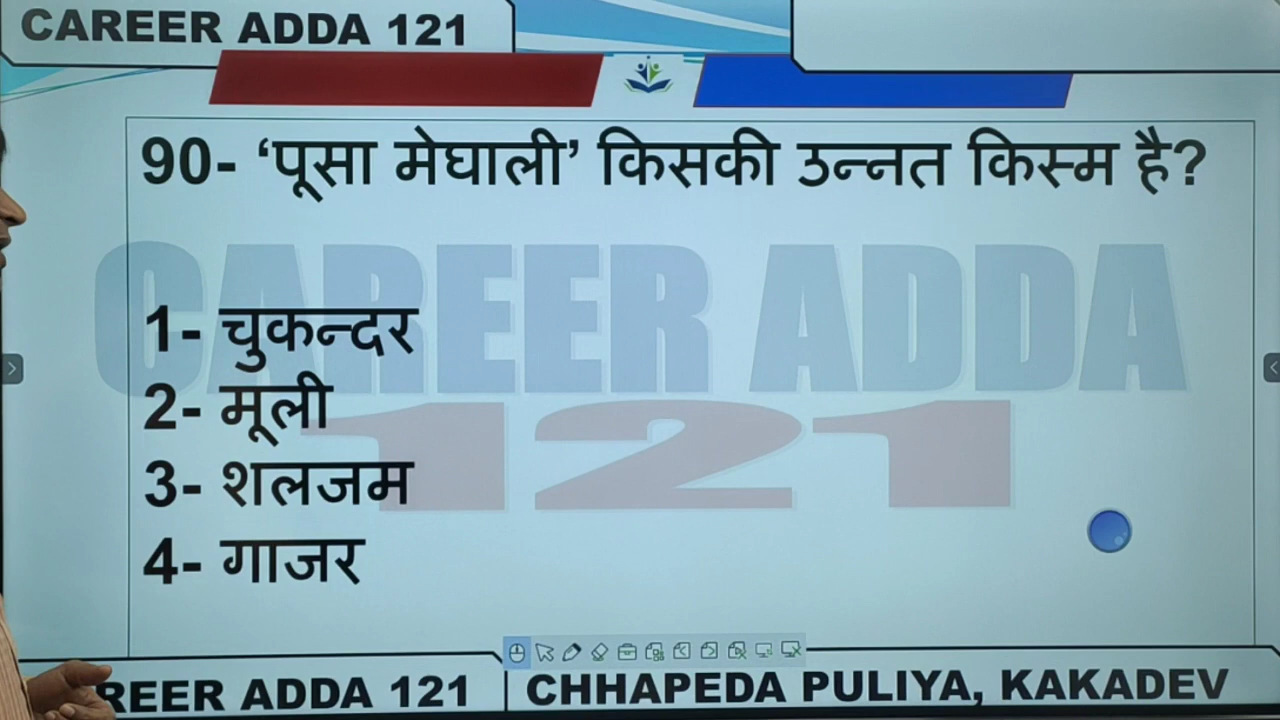 CAREER ADDA 121
90- ‘पूसा मेघाली’ किसकी उन्नत किस्म है?
CAREER ADDA
121
1- चुकन्दर
2- मूली
3- शलजम
4- गाजर
REER ADDA 121
CHHAPEDA PULIYA, KAKADEV